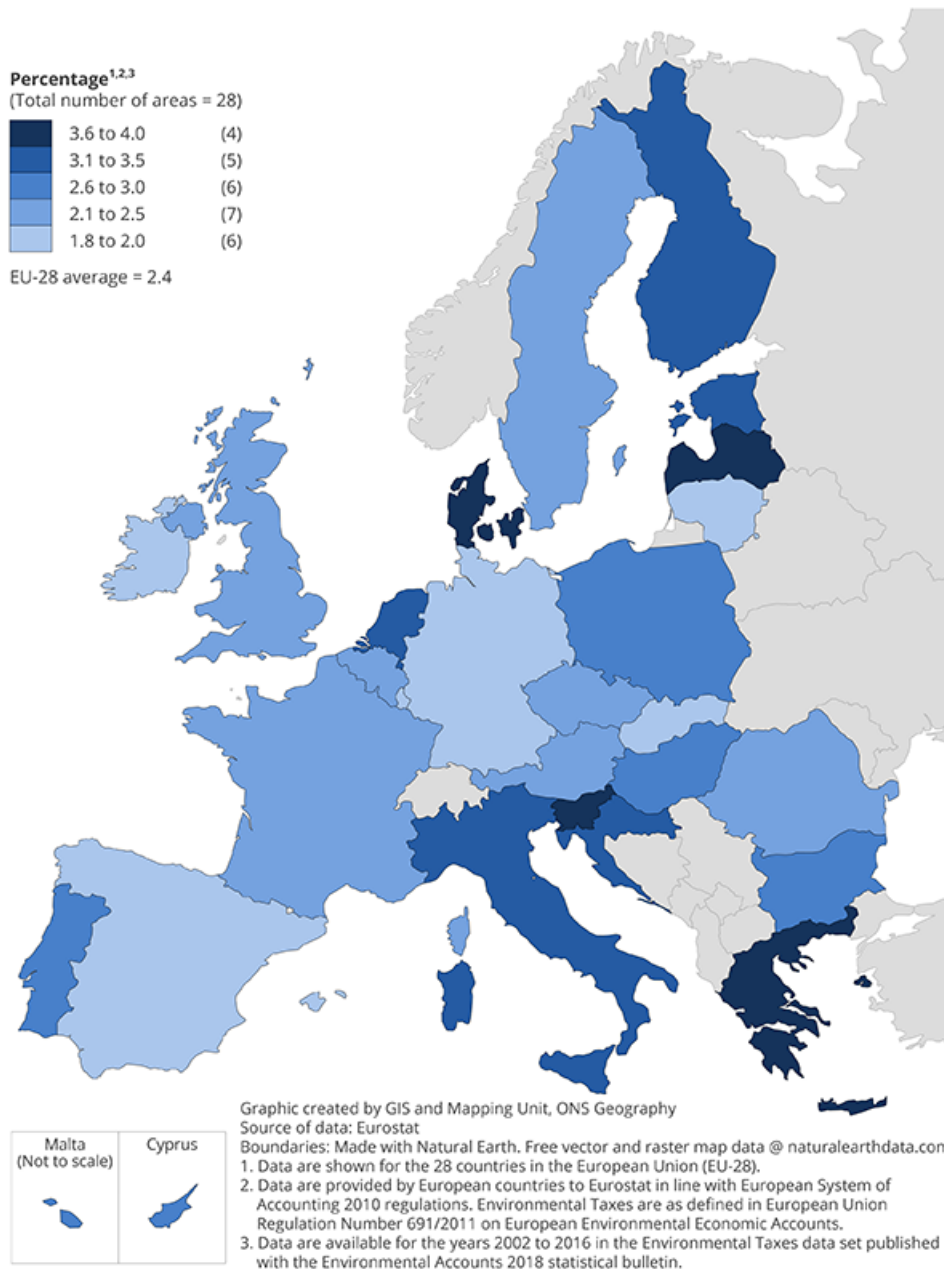 Percentage1,2,3
(Total number of areas = 28)
3.6 to 4.0 (4)
3.1 to 3.5 (5)
2.6 to 3.0 (6)
2.1 to 2.5 (7)
1.8 to 2.0 (6)
EU-28 average = 2.4
Malta
(Not to scale)
Cyprus
Graphic created by GIS and Mapping Unit, ONS Geography
Source of data: Eurostat
Boundaries: Made with Natural Earth. Free vector and raster map data @ naturalearthdata.com
1. Data are shown for the 28 countries in the European Union (EU-28).
2. Data are provided by European countries to Eurostat in line with European System of
Accounting 2010 regulations. Environmental Taxes are as defined in European Union
Regulation Number 691/2011 on European Environmental Economic Accounts.
3. Data are available for the years 2002 to 2016 in the Environmental Taxes data set published
with the Environmental Accounts 2018 statistical bulletin.